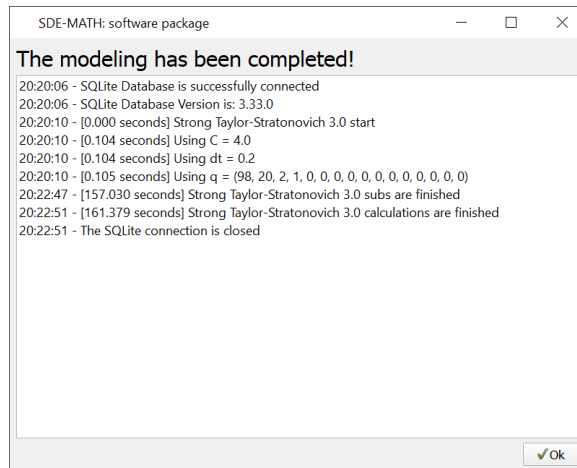 SDE-MATH: software package
The modeling has been completed!
20:20:06 - SQLite Database is successfully connected
20:20:06 - SQLite Database Version is: 3.33.0
20:20:10 - [0.000 seconds] Strong Taylor-Stratonovich 3.0 start
20:20:10 - [0.104 seconds] Using C = 4.0
20:20:10 - [0.104 seconds] Using dt = 0.2
20:20:10 - [0.105 seconds] Using q = (98, 20, 2, 1, 0, 0, 0, 0, 0, 0, 0, 0, 0, 0, 0, 0)
20:22:47 - [157.030 seconds] Strong Taylor-Stratonovich 3.0 subs are finished
20:22:51 - [161.379 seconds] Strong Taylor-Stratonovich 3.0 calculations are finished
20:22:51 - The SQLite connection is closed
Ok